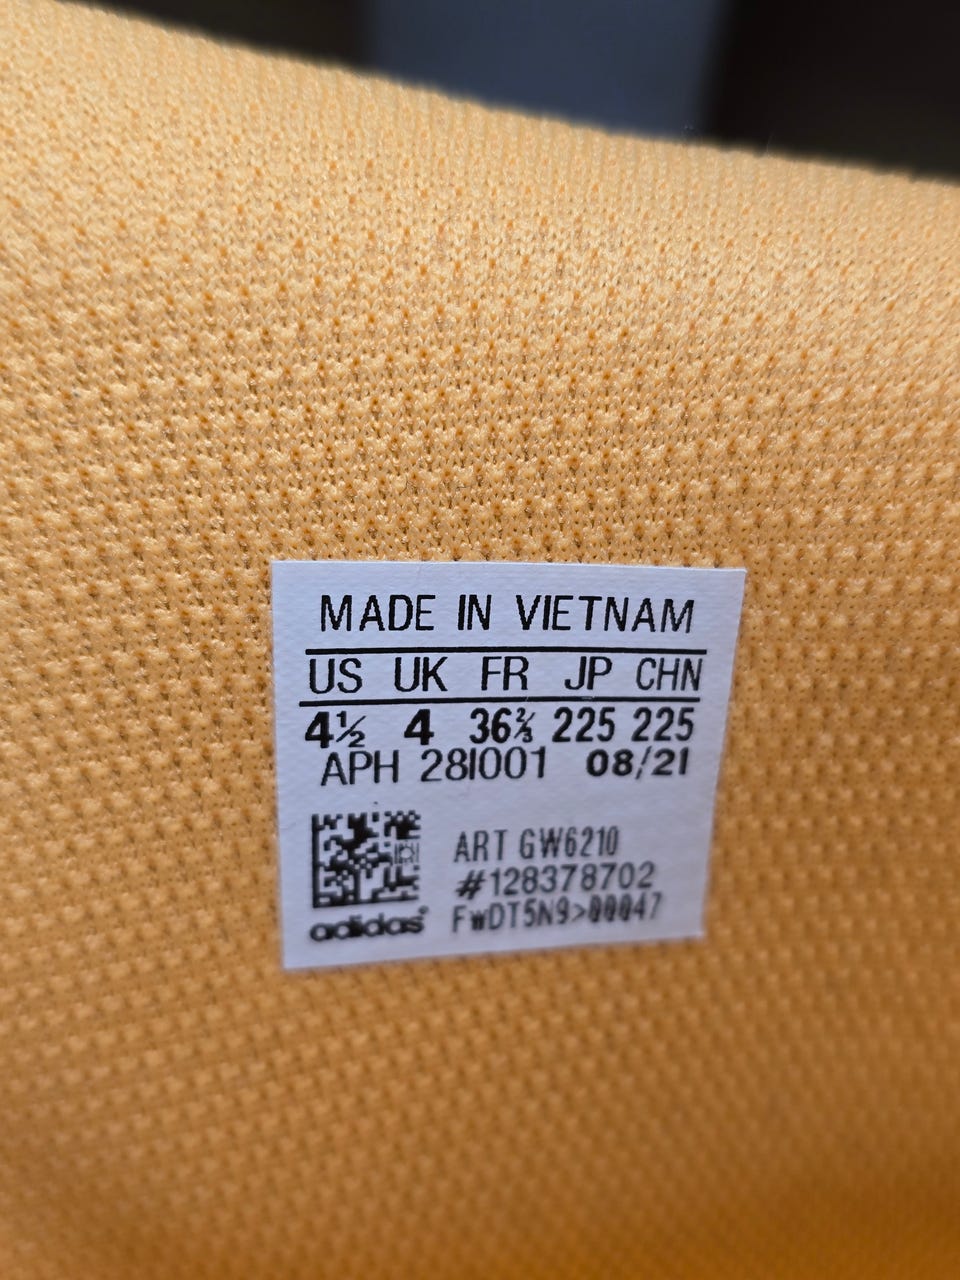 MADE IN VIETNAM
US UK FR JP CHN
4½ 4 36⅔ 225 225
APH 28I001 08/21
ART GW6210
#128378702
FwDT5N9>00047
adidas